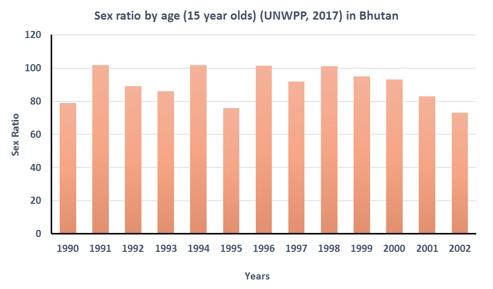 Sex ratio by age (15 year olds) (UNWPP, 2017) in Bhutan
120
100
80
60
40
20
0
Sex Ratio
1990 1991 1992 1993 1994 1995 1996 1997 1998 1999 2000 2001 2002
Years